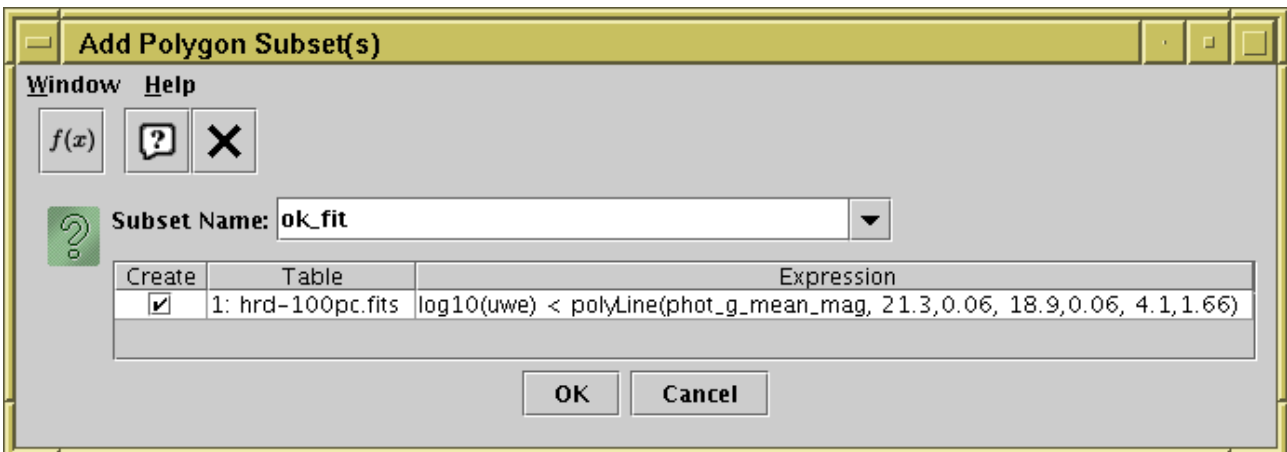 Add Polygon Subset(s)
Window Help
f(x)
Subset Name: ok_fit
Create Table Expression
1: hrd-100pc.fits log10(uwe) < polyLine(phot_g_mean_mag, 21.3,0.06, 18.9,0.06, 4.1,1.66)
OK Cancel